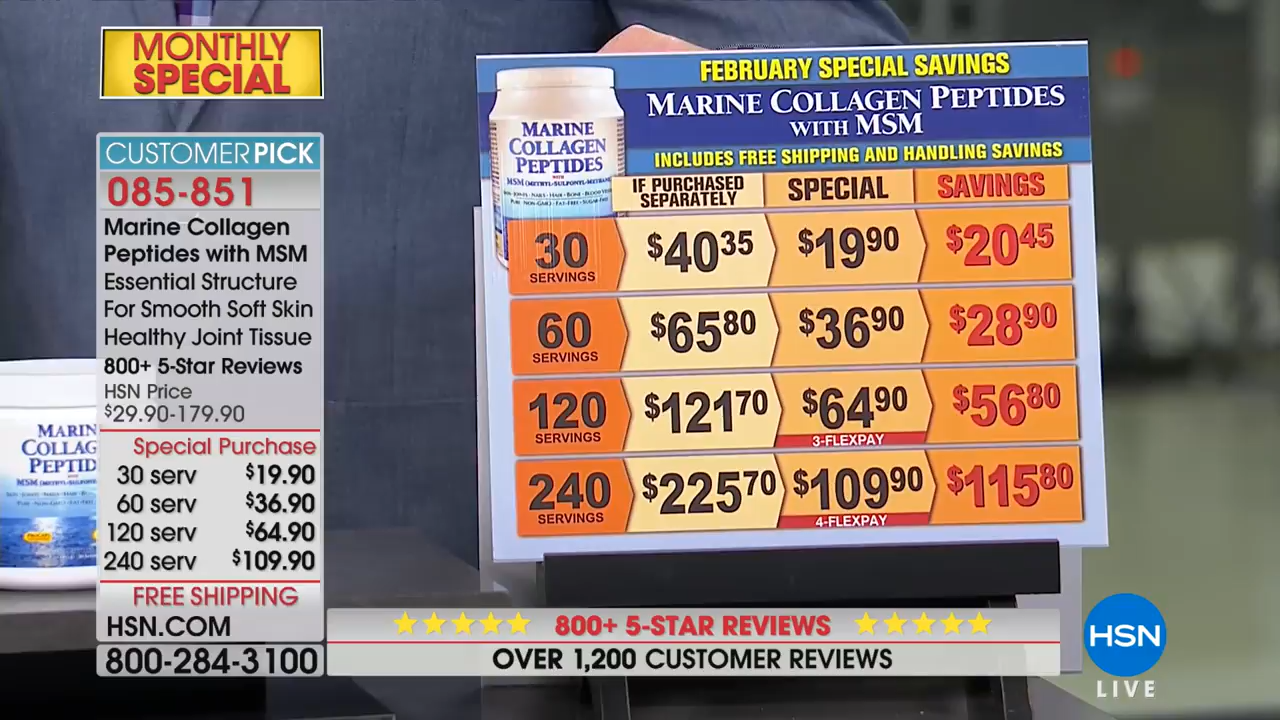 MONTHLY
SPECIAL
CUSTOMER PICK
085-851
Marine Collagen
Peptides with MSM
Essential Structure
For Smooth Soft Skin
Healthy Joint Tissue
800+ 5-Star Reviews
HSN Price
$29.90-179.90
Special Purchase
30 serv $19.90
60 serv $36.90
120 serv $64.90
240 serv $109.90
FREE SHIPPING
HSN.COM
800-284-3100
FEBRUARY SPECIAL SAVINGS
MARINE COLLAGEN PEPTIDES
WITH MSM
INCLUDES FREE SHIPPING AND HANDLING SAVINGS
MARINE
COLLAGEN
PEPTIDES
WITH
IF PURCHASED
SEPARATELY
SPECIAL
SAVINGS
30
SERVINGS
$40.35
$19.90
$20.45
60
SERVINGS
$65.80
$36.90
$28.90
120
SERVINGS
$121.70
$64.90
3-FLEXPAY
$56.80
240
SERVINGS
$225.70
$109.90
4-FLEXPAY
$115.80
MARIN
COLLAG
PEPTID
800+ 5-STAR REVIEWS
OVER 1,200 CUSTOMER REVIEWS
HSN
LIVE